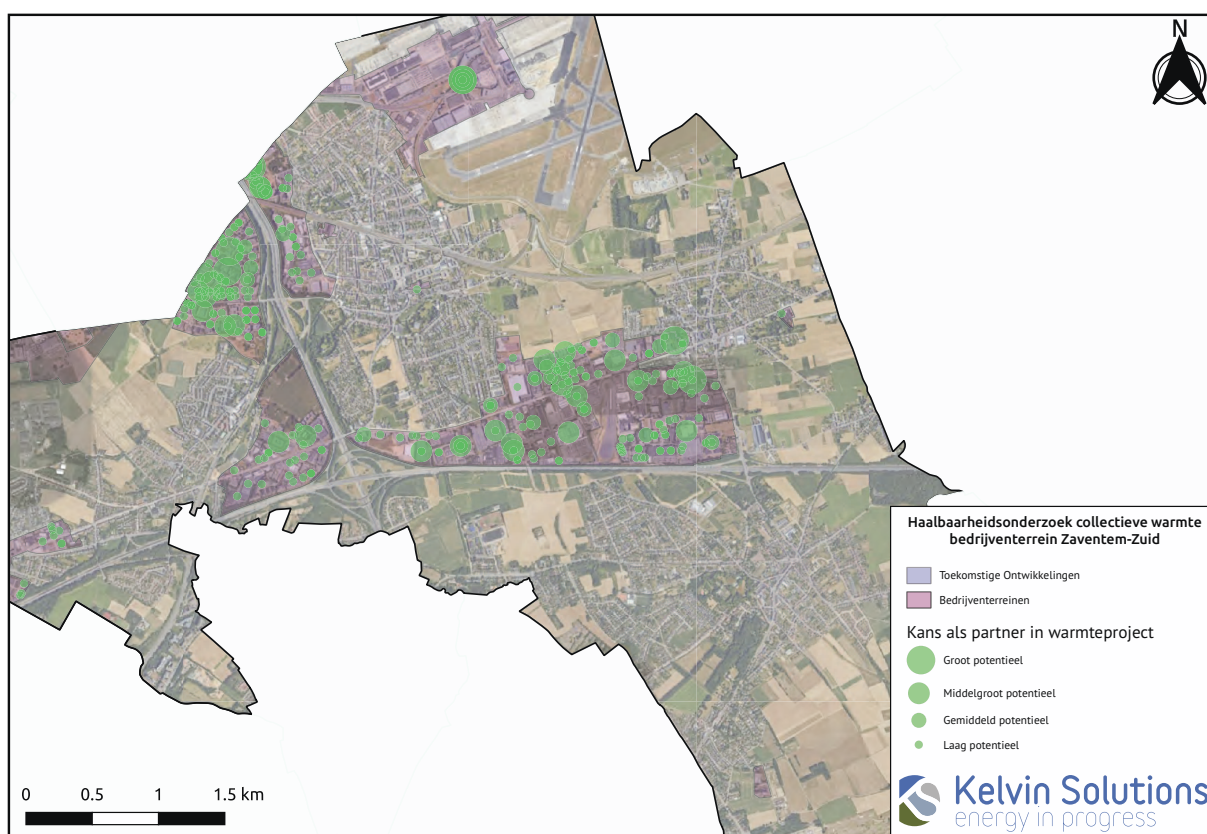 N
Haalbaarheidsonderzoek collectieve warmte
bedrijventerrein Zaventem-Zuid
Toekomstige Ontwikkelingen
Bedrijventerreinen
Kans als partner in warmteproject
Groot potentieel
Middelgroot potentieel
Gemiddeld potentieel
Laag potentieel
0 0.5 1 1.5 km
Kelvin Solutions
energy in progress